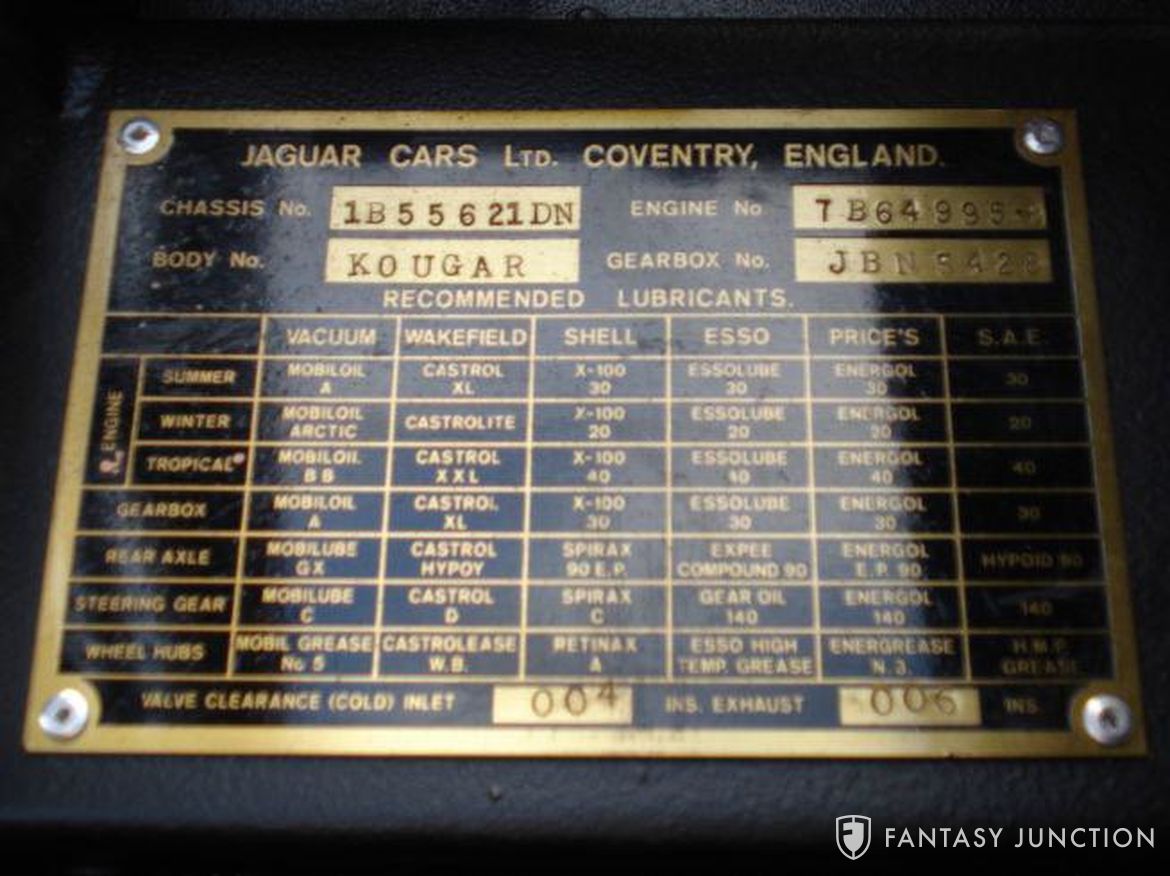 JAGUAR CARS LTD. COVENTRY, ENGLAND.
CHASSIS No. 1B55621DN ENGINE No 7B64995-
BODY No. KOUGAR GEARBOX No. JBN5428
RECOMMENDED LUBRICANTS.
VACUUM WAKEFIELD SHELL ESSO PRICE'S S.A.E.
ENGINE
SUMMER MOBILOIL A CASTROL XL X-100 30 ESSOLUBE 30 ENERGOL 30 30
WINTER MOBILOIL ARCTIC CASTROLITE X-100 20 ESSOLUBE 20 ENERGOL 20 20
TROPICAL MOBILOIL BB CASTROL XXL X-100 40 ESSOLUBE 40 ENERGOL 40 40
GEARBOX MOBILOIL A CASTROL XL X-100 30 ESSOLUBE 30 ENERGOL 30 30
REAR AXLE MOBILUBE GX CASTROL HYPOY SPIRAX 90 E.P. EXPEE COMPOUND 90 ENERGOL E.P. 90 HYPOID 90
STEERING GEAR MOBILUBE C CASTROL D SPIRAX C GEAR OIL 140 ENERGOL 140 140
WHEEL HUBS MOBIL GREASE No 5 CASTROLEASE W.B. RETINAX A ESSO HIGH TEMP. GREASE ENERGREASE N.3. H.M.P. GREASE
VALVE CLEARANCE (COLD) INLET 004 INS. EXHAUST 006 INS.
FANTASY JUNCTION